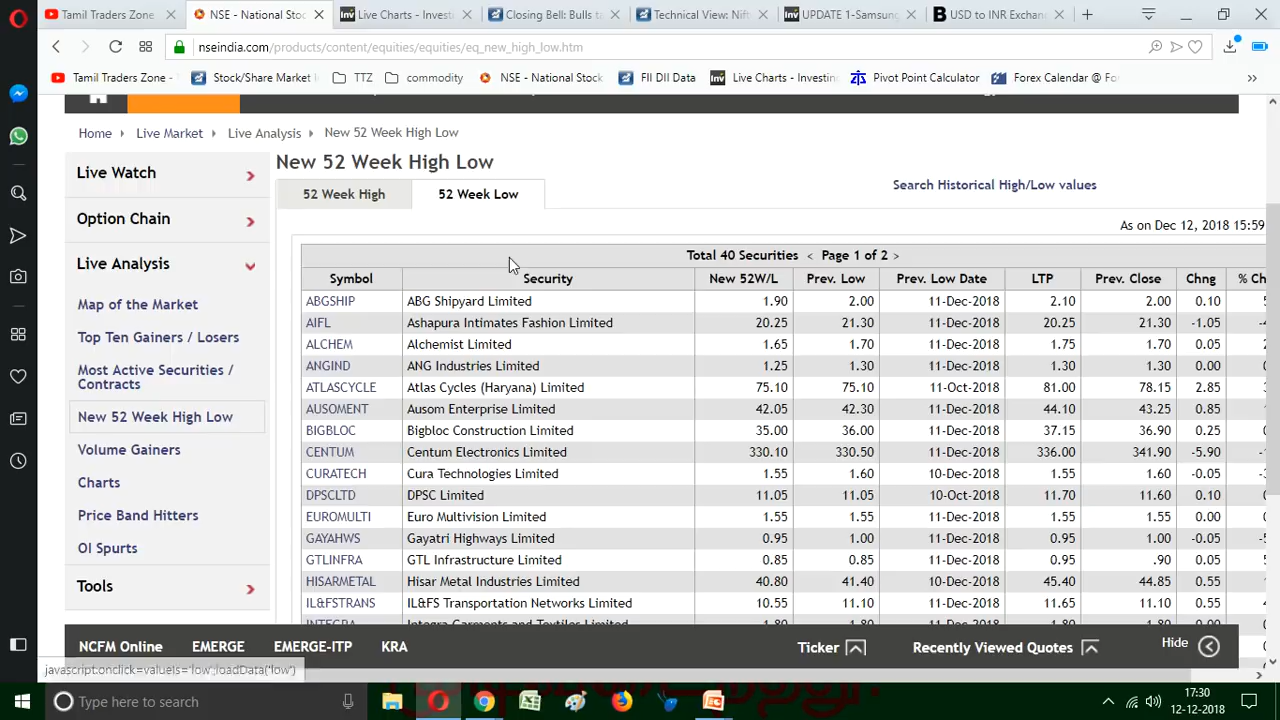 Tamil Traders Zone
NSE - National Stoc
Live Charts - Investi
Closing Bell: Bulls t
Technical View: Nift
UPDATE 1-Samsung
USD to INR Exchan
nseindia.com/products/content/equities/equities/eq_new_high_low.htm
Tamil Traders Zone -
Stock/Share Market
TTZ
commodity
NSE - National Stock
FII DII Data
Live Charts - Investin
Pivot Point Calculator
Forex Calendar @ Fo
Home Live Market Live Analysis New 52 Week High Low
Live Watch
Option Chain
Live Analysis
Map of the Market
Top Ten Gainers / Losers
Most Active Securities /
Contracts
New 52 Week High Low
Volume Gainers
Charts
Price Band Hitters
OI Spurts
Tools
New 52 Week High Low
52 Week High 52 Week Low
Search Historical High/Low values
As on Dec 12, 2018 15:59
Total 40 Securities < Page 1 of 2 >
Symbol Security New 52W/L Prev. Low Prev. Low Date LTP Prev. Close Chng % Ch
ABGSHIP ABG Shipyard Limited 1.90 2.00 11-Dec-2018 2.10 2.00 0.10
AIFL Ashapura Intimates Fashion Limited 20.25 21.30 11-Dec-2018 20.25 21.30 -1.05
ALCHEM Alchemist Limited 1.65 1.70 11-Dec-2018 1.75 1.70 0.05
ANGIND ANG Industries Limited 1.25 1.30 11-Dec-2018 1.30 1.30 0.00
ATLASCYCLE Atlas Cycles (Haryana) Limited 75.10 75.10 11-Oct-2018 81.00 78.15 2.85
AUSOMENT Ausom Enterprise Limited 42.05 42.30 11-Dec-2018 44.10 43.25 0.85
BIGBLOC Bigbloc Construction Limited 35.00 36.00 11-Dec-2018 37.15 36.90 0.25
CENTUM Centum Electronics Limited 330.10 330.50 11-Dec-2018 336.00 341.90 -5.90
CURATECH Cura Technologies Limited 1.55 1.60 10-Dec-2018 1.55 1.60 -0.05
DPSCLTD DPSC Limited 11.05 11.05 10-Oct-2018 11.70 11.60 0.10
EUROMULTI Euro Multivision Limited 1.55 1.55 11-Dec-2018 1.55 1.55 0.00
GAYAHWS Gayatri Highways Limited 0.95 1.00 11-Dec-2018 0.95 1.00 -0.05
GTLINFRA GTL Infrastructure Limited 0.85 0.85 11-Dec-2018 0.95 .90 0.05
HISARMETAL Hisar Metal Industries Limited 40.80 41.40 10-Dec-2018 45.40 44.85 0.55
IL&FSTRANS IL&FS Transportation Networks Limited 10.55 11.10 11-Dec-2018 11.65 11.10 0.55
INTEGRA Integra Garments and Textiles Limited
NCFM Online EMERGE EMERGE-ITP KRA Ticker Recently Viewed Quotes Hide
javascript:onclick=valuels='low';loadData('low')
Type here to search
17:30
12-12-2018